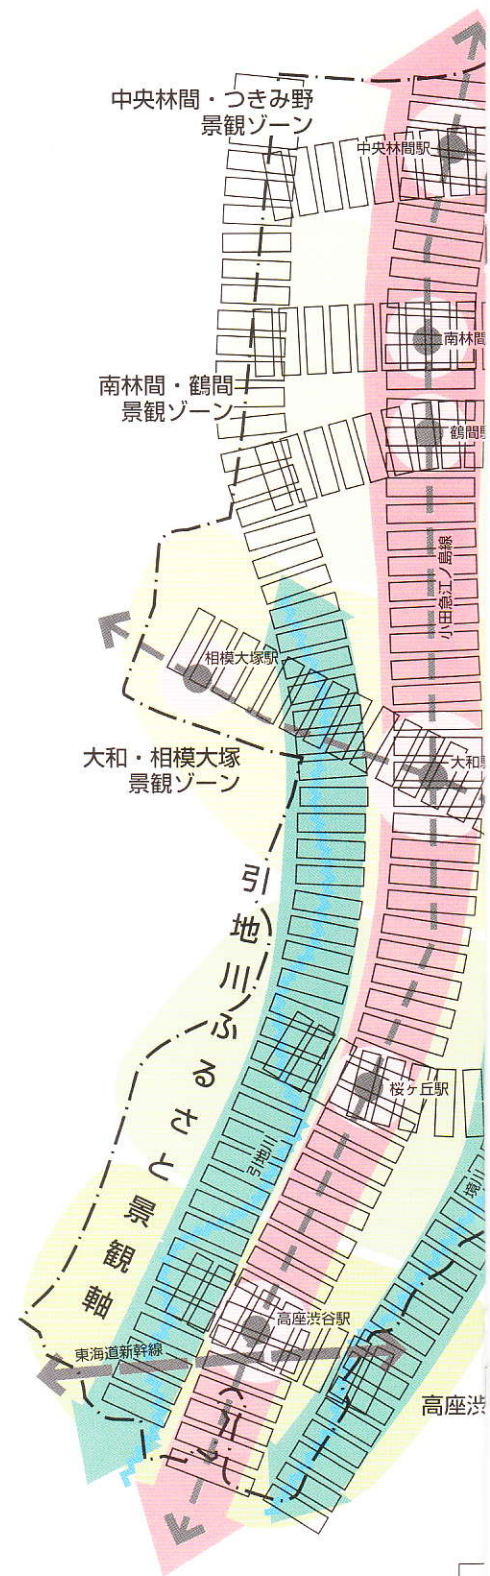 中央林間・つきみ野
景観ゾーン
中央林間駅
南林間
南林間・鶴間
景観ゾーン
鶴間
小田急江ノ島線
相模大塚駅
大和・相模大塚
景観ゾーン
大和
引地川ふるさと景観軸
桜ヶ丘駅
引地川
境川
高座渋谷駅
東海道新幹線
高座渋